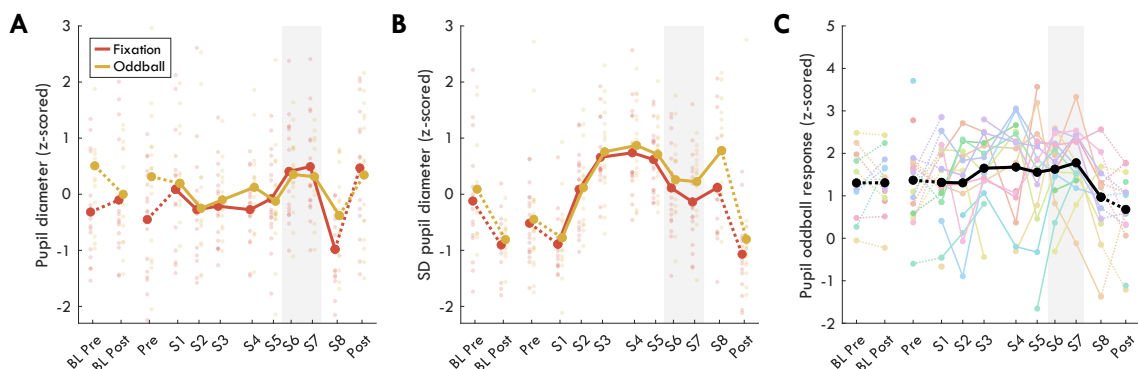 A
Pupil diameter (z-scored)
3
2
1
0
-1
-2
Fixation
Oddball
BL Pre
BL Post
Pre
S1
S2
S3
S4
S5
S6
S7
S8
Post
B
SD pupil diameter (z-scored)
3
2
1
0
-1
-2
BL Pre
BL Post
Pre
S1
S2
S3
S4
S5
S6
S7
S8
Post
C
Pupil oddball response (z-scored)
5
4
3
2
1
0
-1
-2
BL Pre
BL Post
Pre
S1
S2
S3
S4
S5
S6
S7
S8
Post